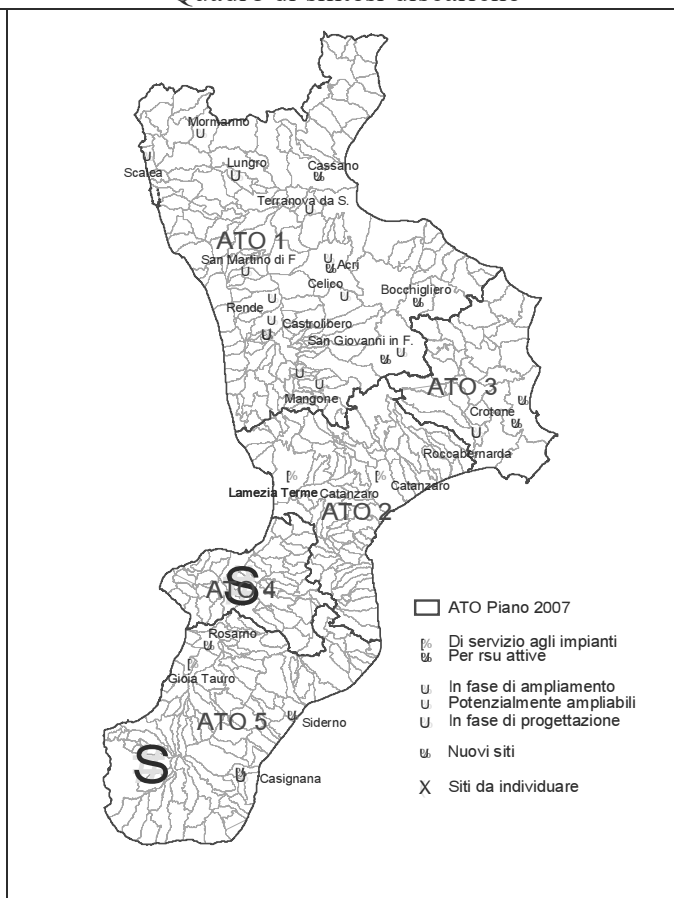 Quadro di sintesi discariche
Mormanno
Scalea
Lungro
Cassano
Terranova da S.
ATO 1
San Martino di F
Acri
Celico
Bocchigliero
Rende
Castrolibero
San Giovanni in F.
ATO 3
Mangone
Crotone
Roccabernarda
Lamezia Terme
Catanzaro
Catanzaro
ATO 2
ATO 4
S
Rosarno
Gioia Tauro
ATO 5
Siderno
S
Casignana
ATO Piano 2007
Di servizio agli impianti
Per rsu attive
In fase di ampliamento
Potenzialmente ampliabili
In fase di progettazione
Nuovi siti
X Siti da individuare